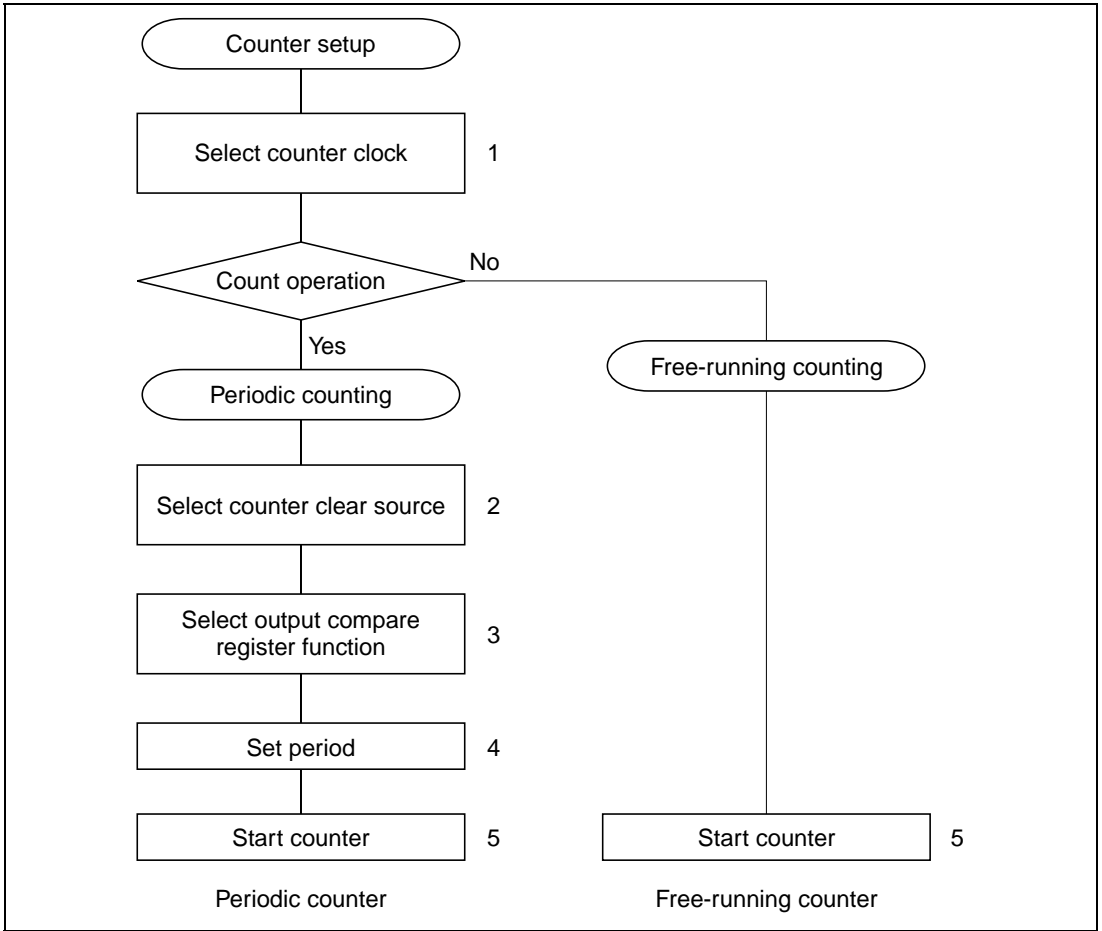 Counter setup
Select counter clock
1
Count operation
No
Yes
Free-running counting
Periodic counting
Select counter clear source
2
Select output compare
register function
3
Set period
4
Start counter
5
Start counter
5
Periodic counter
Free-running counter